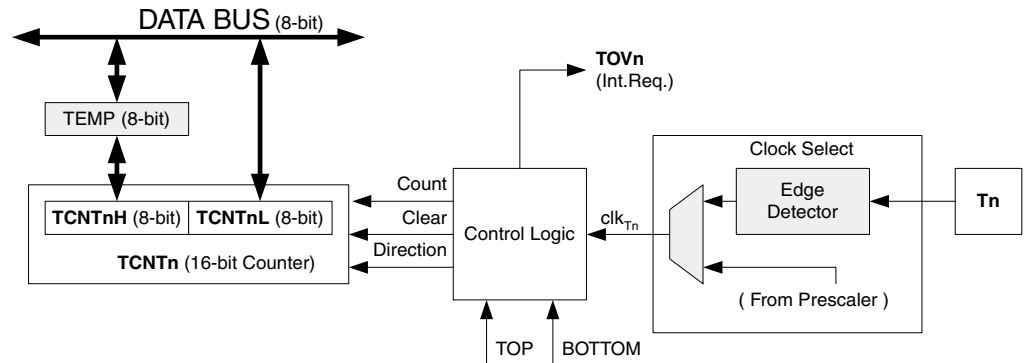 DATA BUS (8-bit)
TOVn
(Int.Req.)
TEMP (8-bit)
Clock Select
Count
Edge
Detector
Tn
TCNTnH (8-bit) TCNTnL (8-bit)
Clear
Control Logic
clkTn
TCNTn (16-bit Counter)
Direction
( From Prescaler )
TOP
BOTTOM